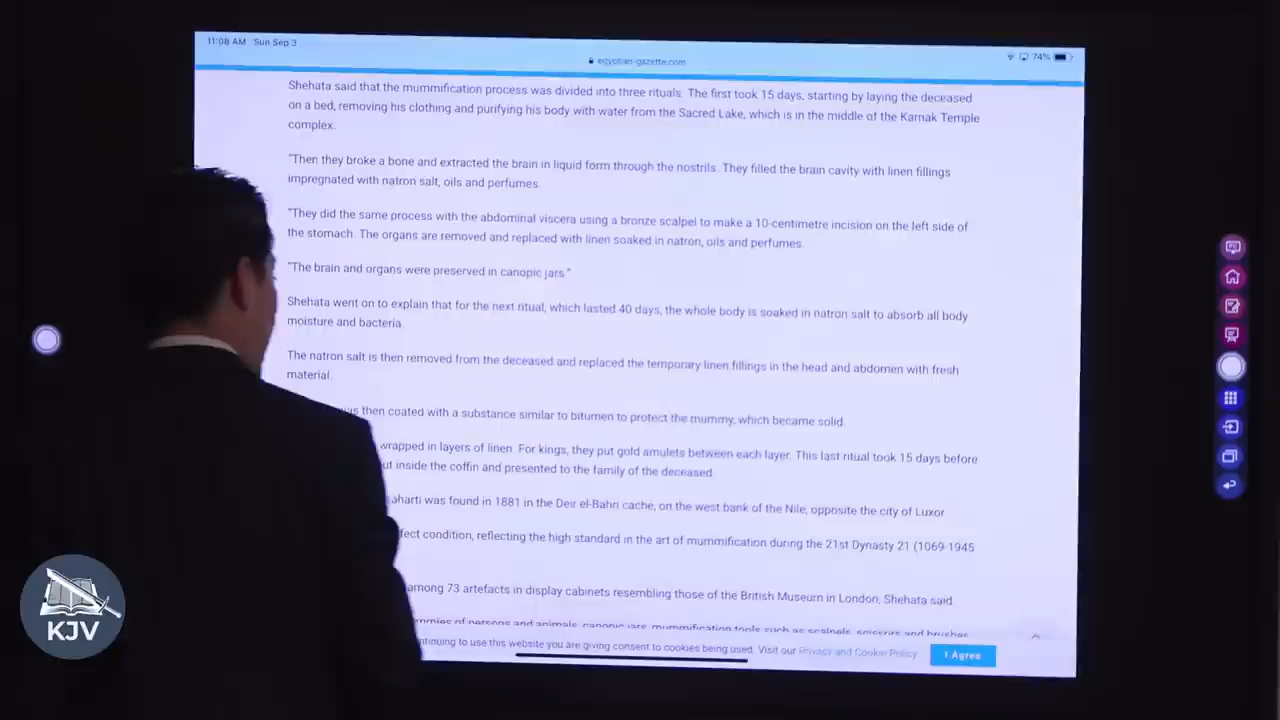 11:08 AM Sun Sep 3
egyptian-gazette.com
74%
Shehata said that the mummification process was divided into three rituals. The first took 15 days, starting by laying the deceased
on a bed, removing his clothing and purifying his body with water from the Sacred Lake, which is in the middle of the Karnak Temple
complex.
"Then they broke a bone and extracted the brain in liquid form through the nostrils. They filled the brain cavity with linen fillings
impregnated with natron salt, oils and perfumes.
"They did the same process with the abdominal viscera using a bronze scalpel to make a 10-centimetre incision on the left side of
the stomach. The organs are removed and replaced with linen soaked in natron, oils and perfumes.
"The brain and organs were preserved in canopic jars."
Shehata went on to explain that for the next ritual, which lasted 40 days, the whole body is soaked in natron salt to absorb all body
moisture and bacteria.
The natron salt is then removed from the deceased and replaced the temporary linen fillings in the head and abdomen with fresh
material.
then coated with a substance similar to bitumen to protect the mummy, which became solid.
wrapped in layers of linen. For kings, they put gold amulets between each layer. This last ritual took 15 days before
inside the coffin and presented to the family of the deceased.
was found in 1881 in the Deir el-Bahri cache, on the west bank of the Nile, opposite the city of Luxor
condition, reflecting the high standard in the art of mummification during the 21st Dynasty 21 (1069-1945
among 73 artefacts in display cabinets resembling those of the British Museum in London, Shehata said.
of persons and animals, canopic jars, mummification tools such as scalpels, spices and brushes
to use this website you are giving consent to cookies being used. Visit our Privacy and Cookie Policy.
I Agree
KJV